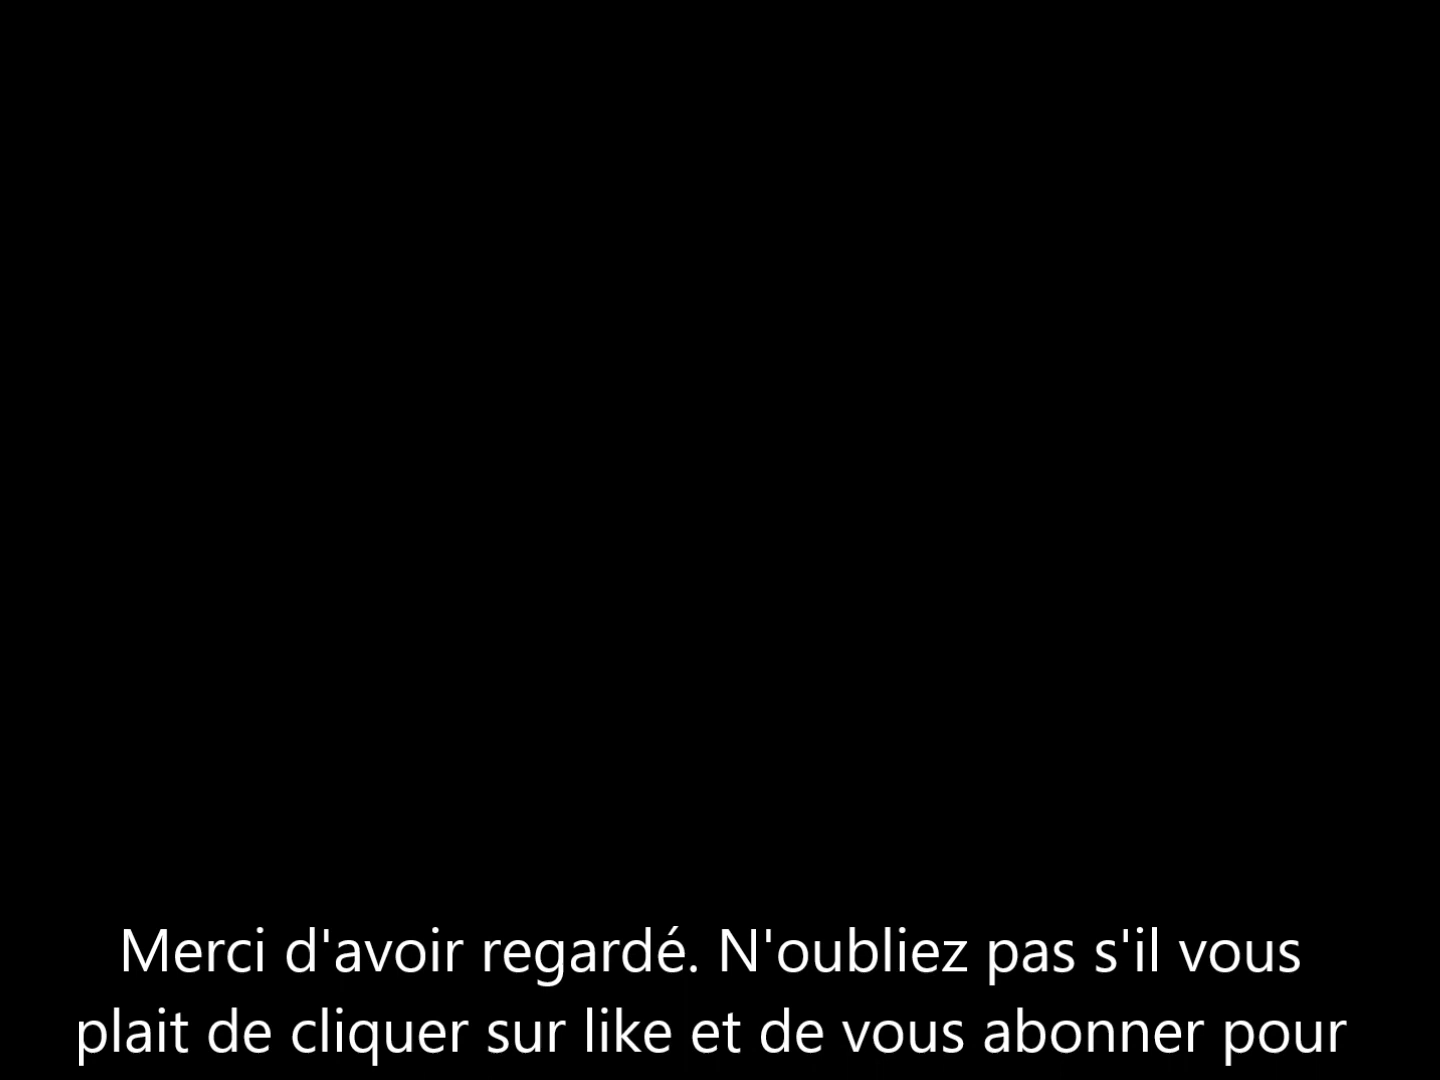 Merci d'avoir regardé. N'oubliez pas s'il vous
plait de cliquer sur like et de vous abonner pour